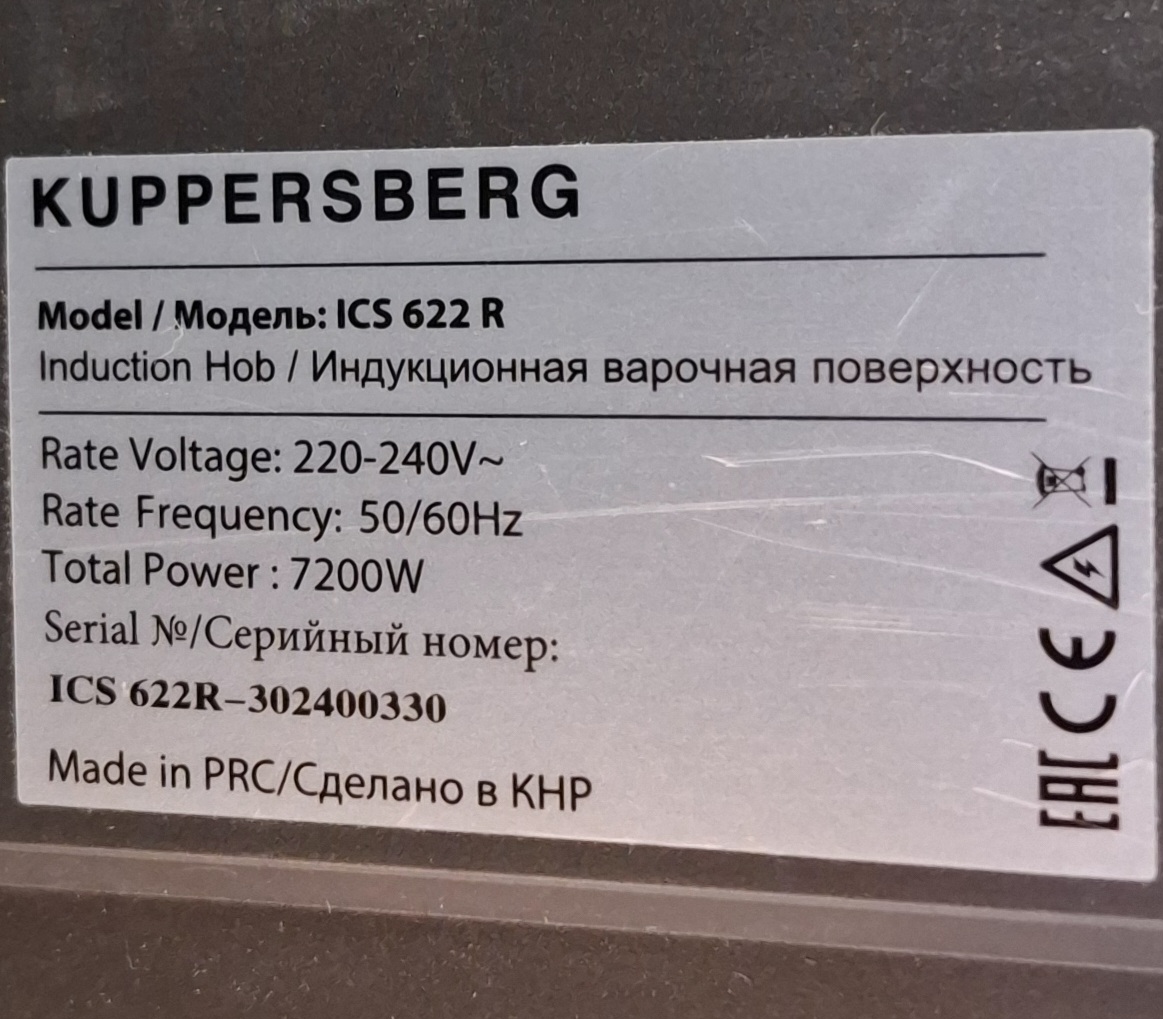 KUPPERSBERG
Model / Модель: ICS 622 R
Induction Hob / Индукционная варочная поверхность
Rate Voltage: 220-240V~
Rate Frequency: 50/60Hz
Total Power : 7200W
Serial №/Серийный номер:
ICS 622R–302400330
Made in PRC/Сделано в КНР
EAC CE